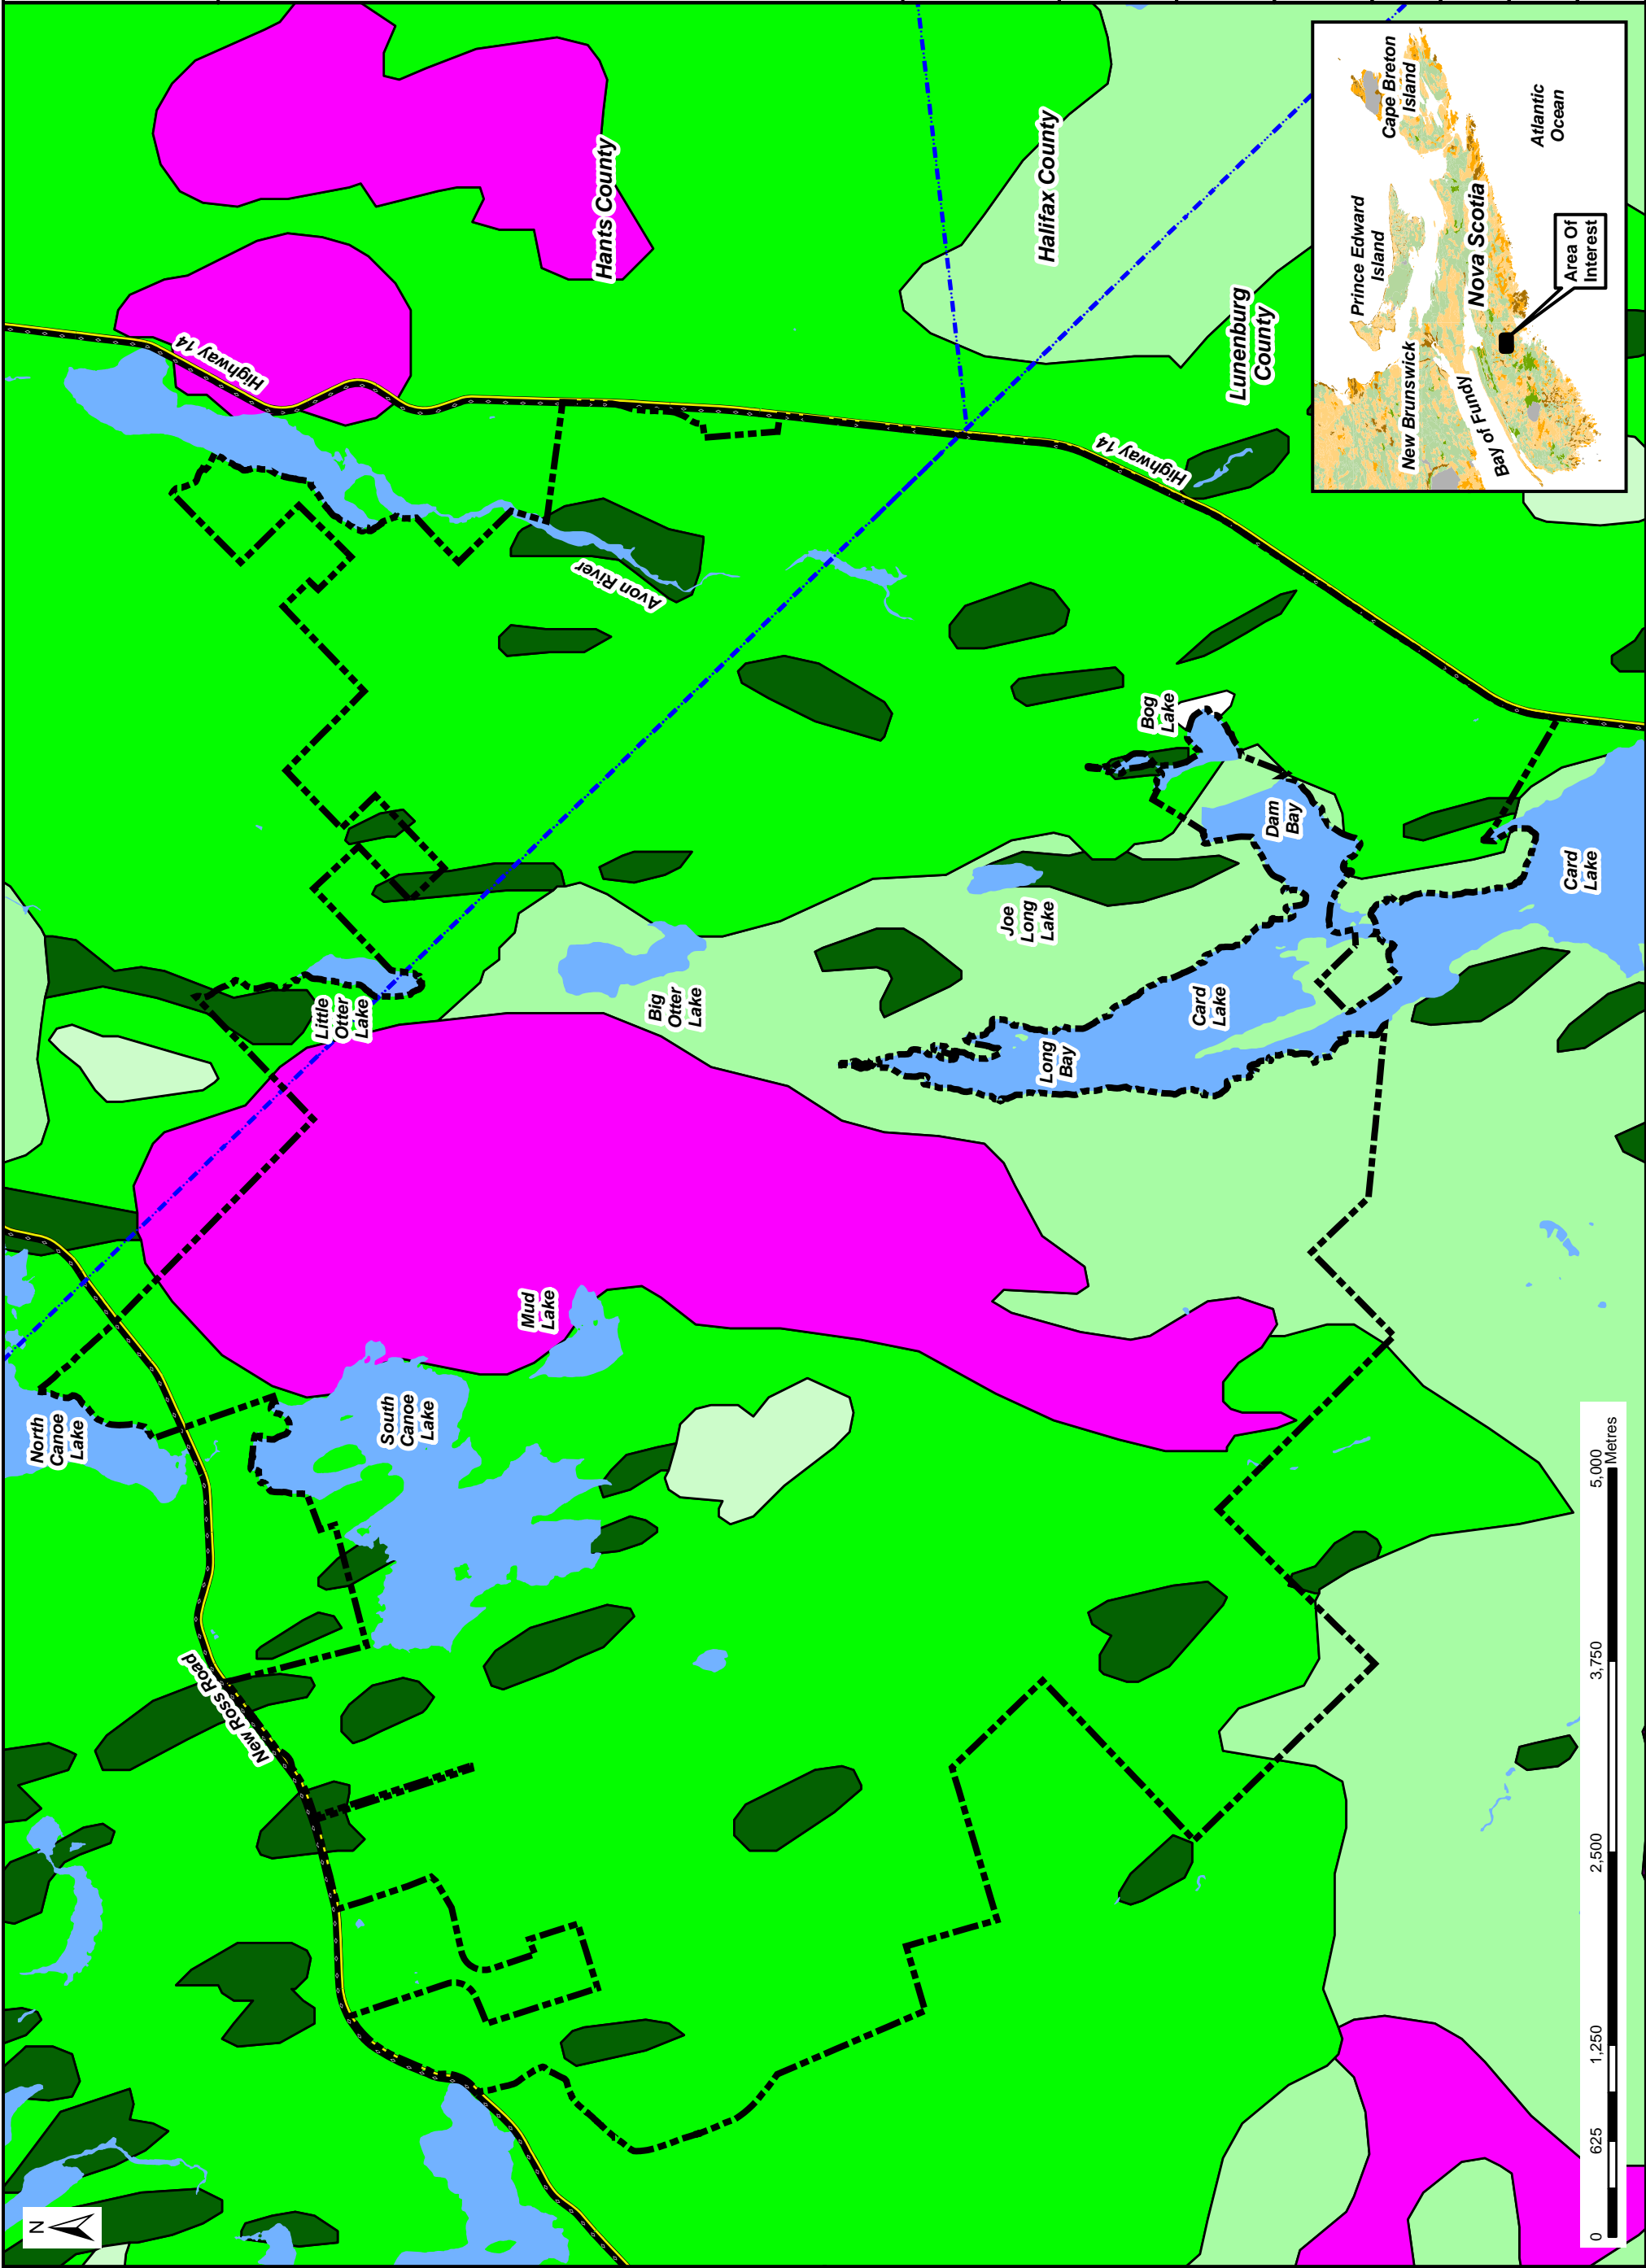 North
Canoe
Lake
South
Canoe
Lake
Mud
Lake
Little
Otter
Lake
Big
Otter
Lake
Joe
Long
Lake
Long
Bay
Card
Lake
Dam
Bay
Bog
Lake
Card
Lake
New Ross Road
Avon River
Highway 14
Highway 14
Hants County
Halifax County
Lunenburg
County
N
0
625
1,250
2,500
3,750
5,000
Metres
New Brunswick
Prince Edward
Island
Cape Breton
Island
Bay of Fundy
Nova Scotia
Atlantic
Ocean
Area Of
Interest